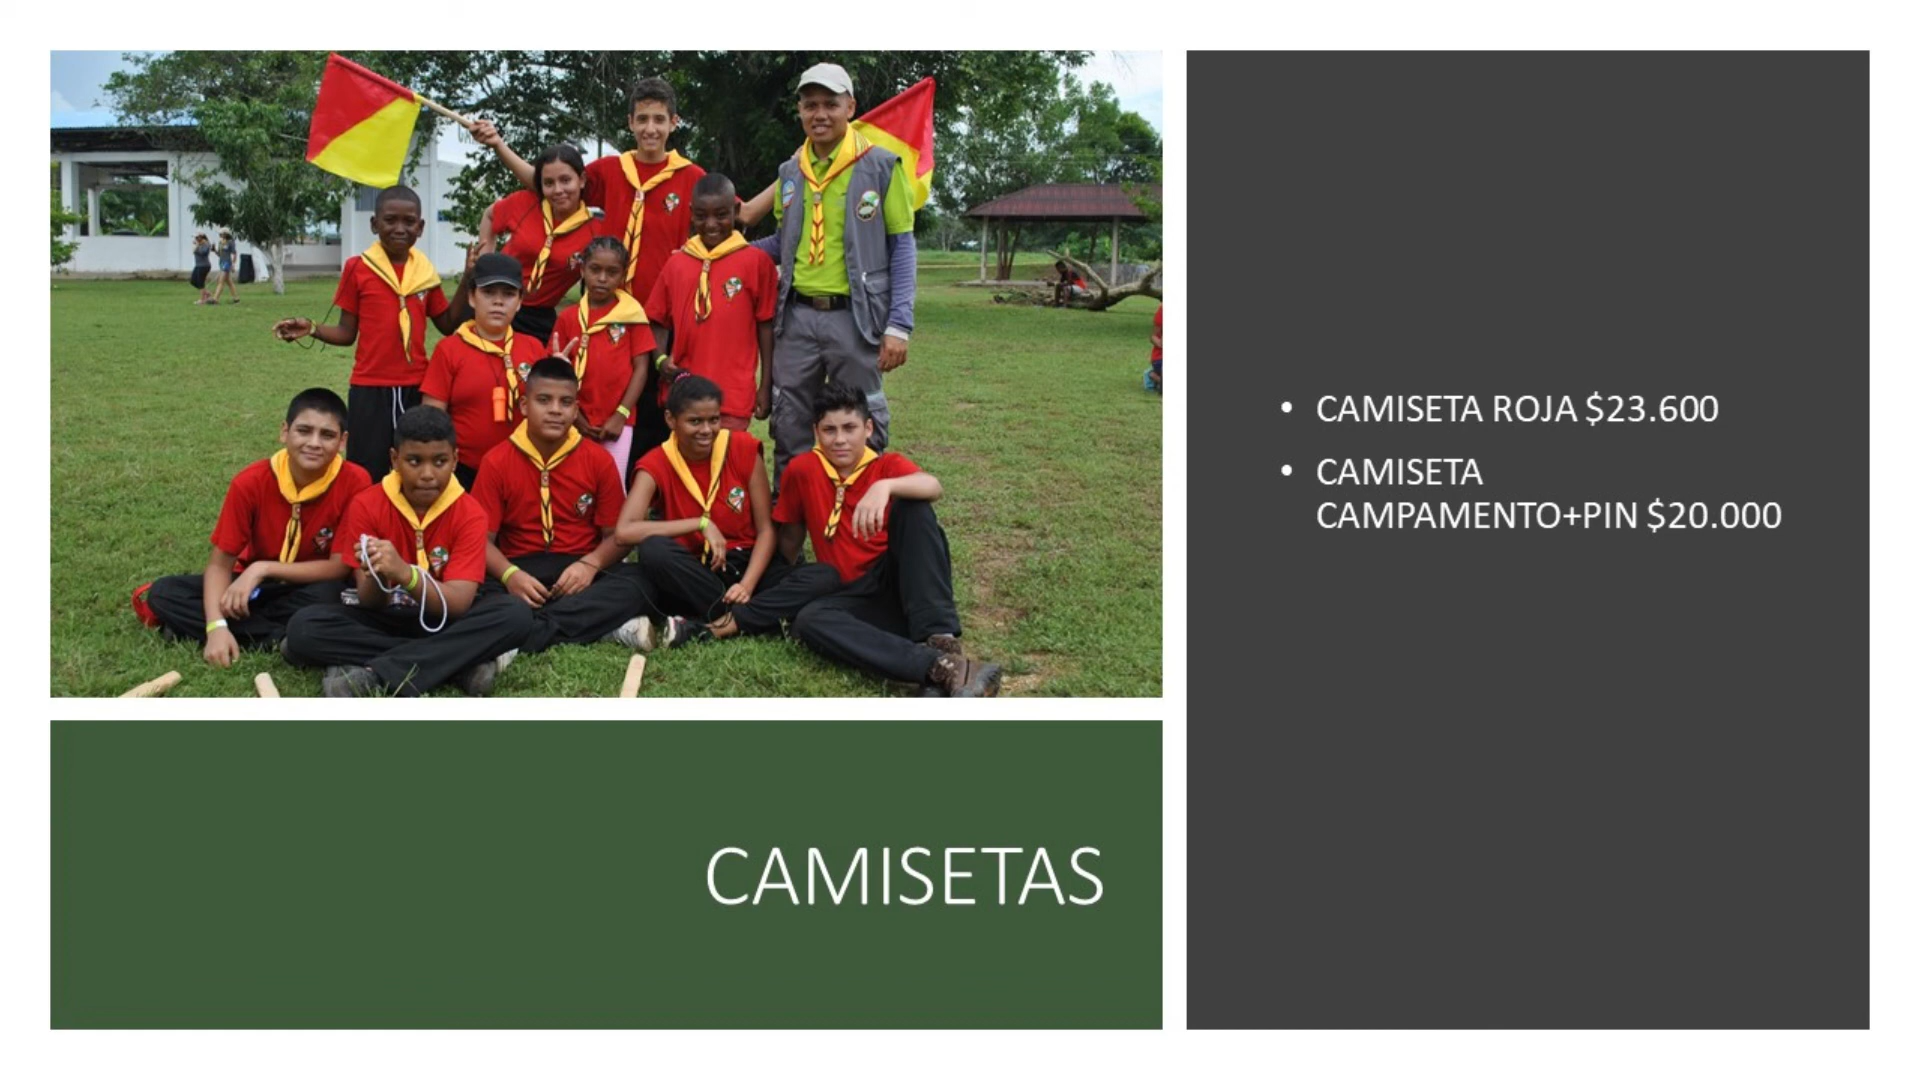 CAMISETAS
• CAMISETA ROJA $23.600
• CAMISETA
CAMPAMENTO+PIN $20.000